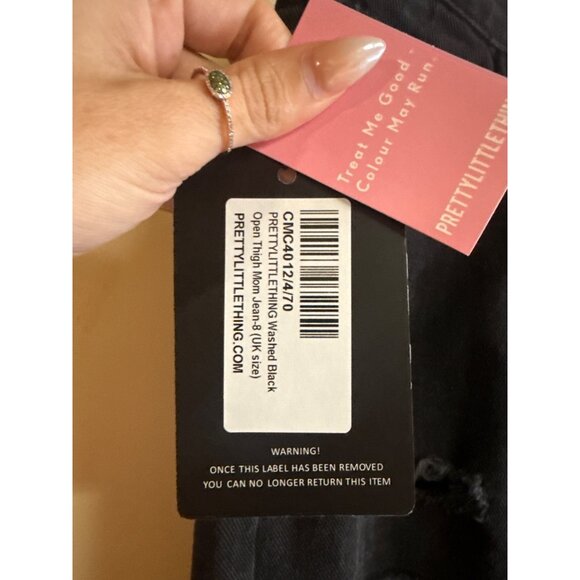 Treat Me Good -
Colour May Run.
PRETTYLITTLETHIN
CMC4012/4/70
PRETTYLITTLETHING Washed Black
Open Thigh Mom Jean-8 (UK size)
PRETTYLITTLETHING.COM
WARNING!
ONCE THIS LABEL HAS BEEN REMOVED
YOU CAN NO LONGER RETURN THIS ITEM